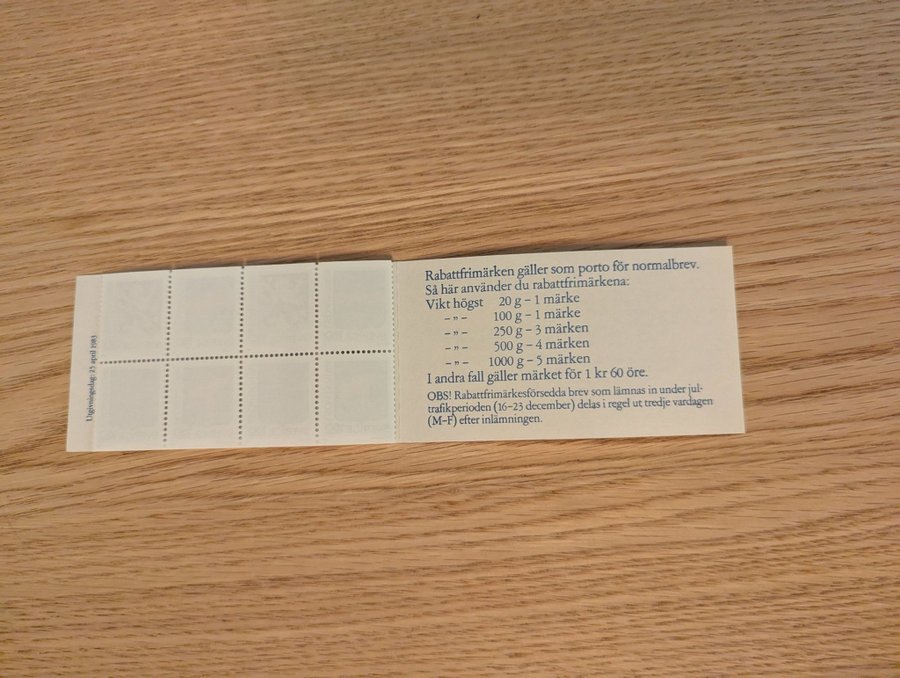 Utgivningsdag: 25 april 1983
Rabattfrimärken gäller som porto för normalbrev.
Så här använder du rabattfrimärkena:
Vikt högst 20 g – 1 märke
– ” – 100 g – 1 märke
– ” – 250 g – 3 märken
– ” – 500 g – 4 märken
– ” – 1000 g – 5 märken
I andra fall gäller märket för 1 kr 60 öre.
OBS! Rabattfrimärkesförsedda brev som lämnas in under jul-
trafikperioden (16–23 december) delas i regel ut tredje vardagen
(M–F) efter inlämningen.